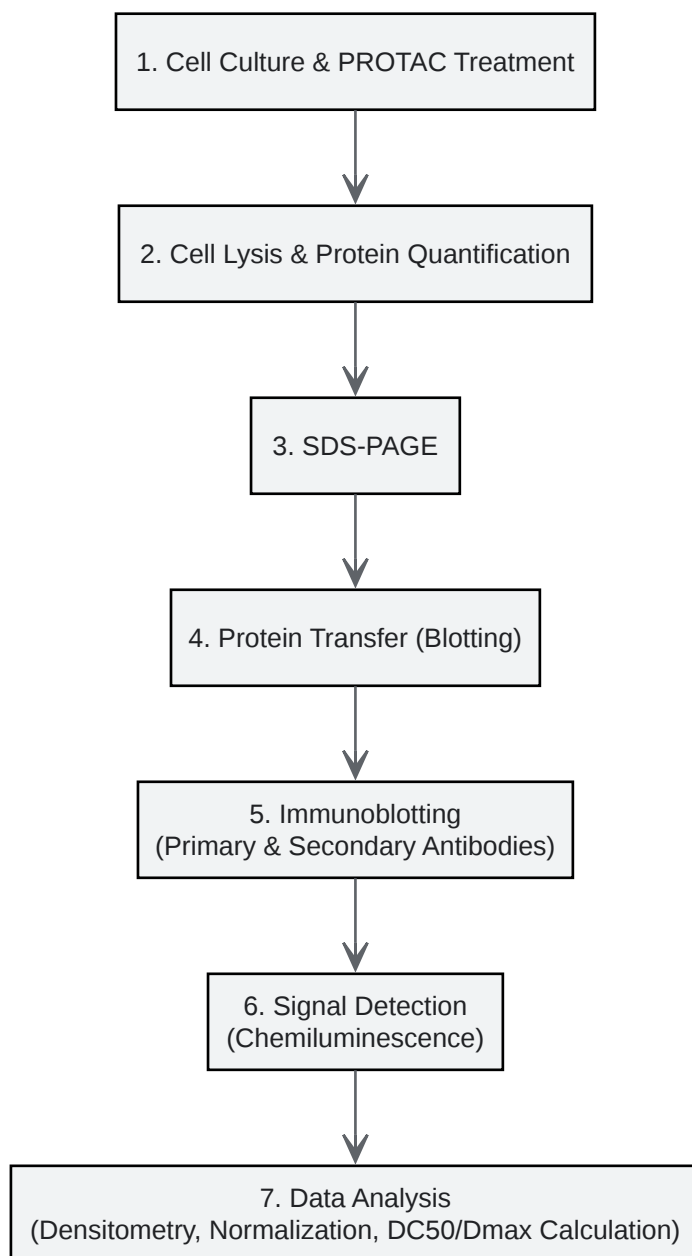 1. Cell Culture & PROTAC Treatment
2. Cell Lysis & Protein Quantification
3. SDS-PAGE
4. Protein Transfer (Blotting)
5. Immunoblotting
(Primary & Secondary Antibodies)
6. Signal Detection
(Chemiluminescence)
7. Data Analysis
(Densitometry, Normalization, DC50/Dmax Calculation)